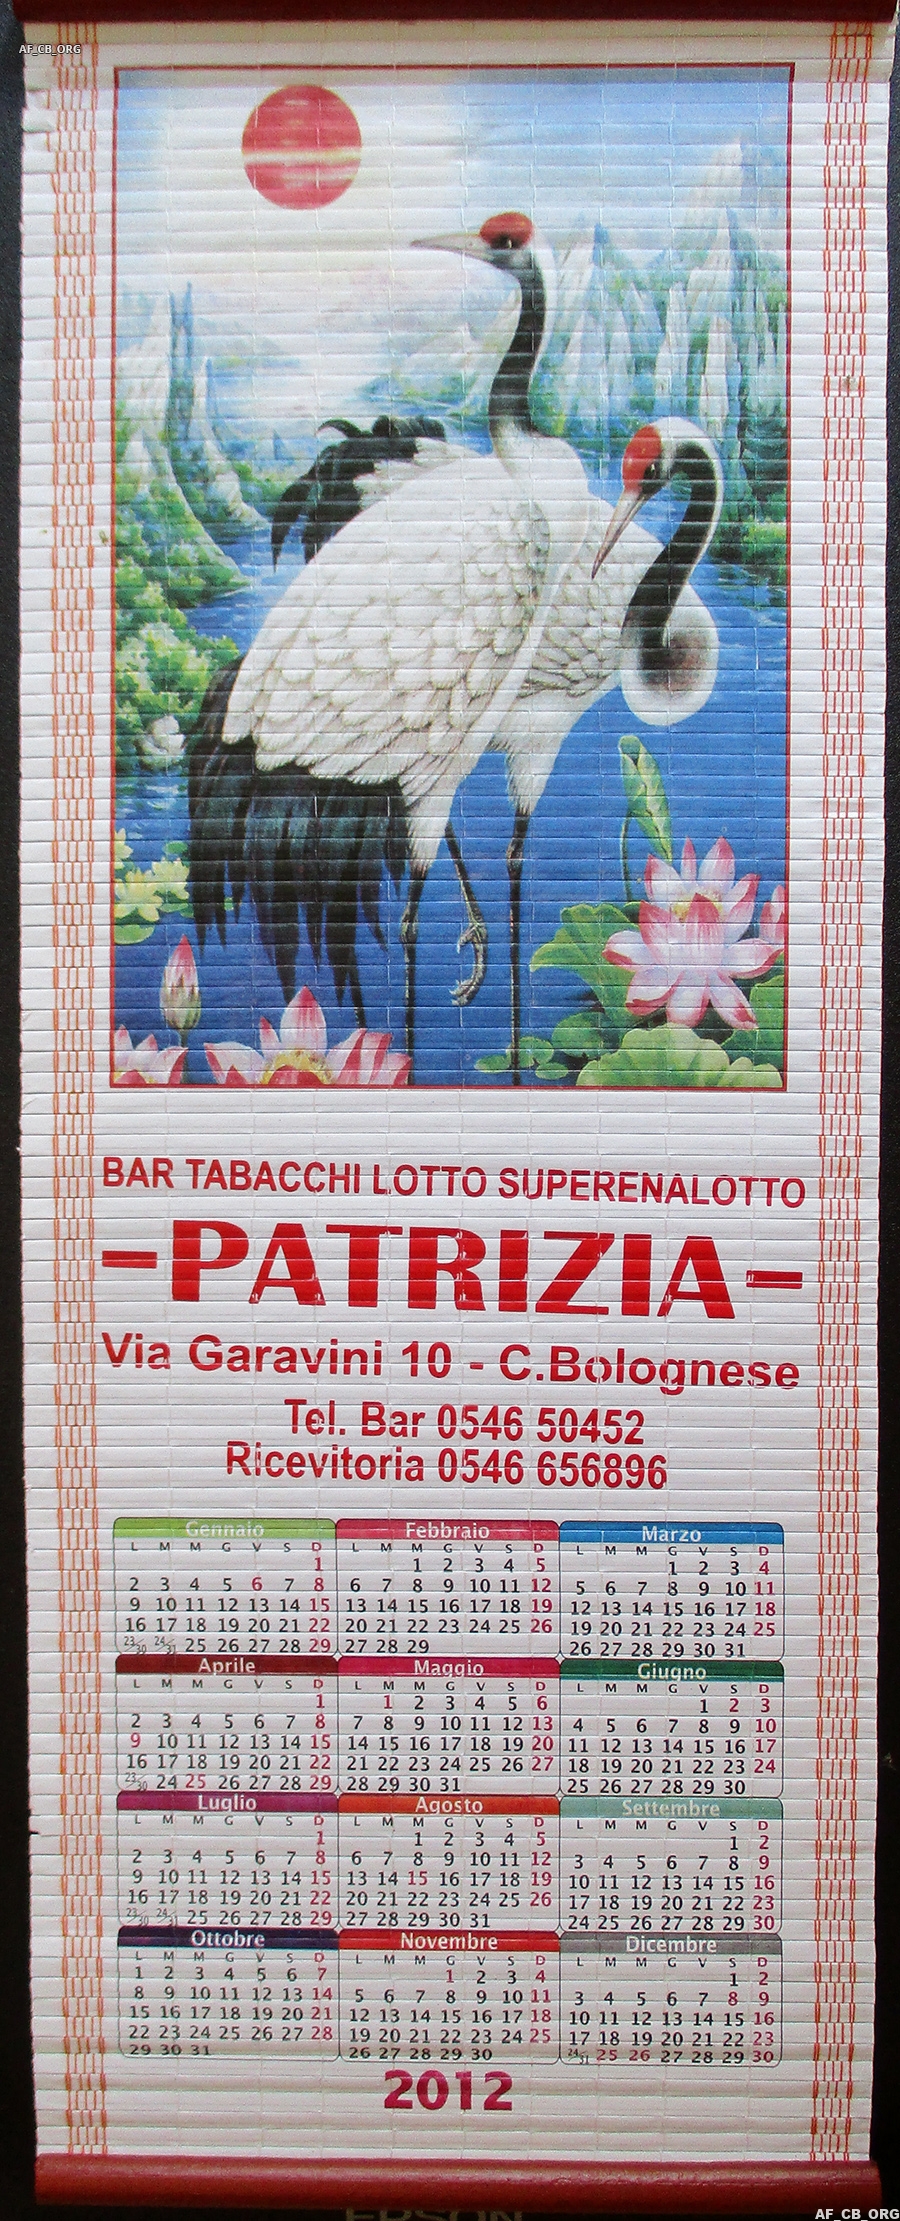 AF_CB_ORG
BAR TABACCHI LOTTO SUPERENALOTTO
-PATRIZIA-
Via Garavini 10 - C.Bolognese
Tel. Bar 0546 50452
Ricevitoria 0546 656896
Gennaio Febbraio Marzo
L M M G V S D L M M G V S D L M M G V S D
1 1 2 3 4 5 1 2 3 4
2 3 4 5 6 7 8 6 7 8 9 10 11 12 5 6 7 8 9 10 11
9 10 11 12 13 14 15 13 14 15 16 17 18 19 12 13 14 15 16 17 18
16 17 18 19 20 21 22 20 21 22 23 24 25 26 19 20 21 22 23 24 25
23/30 24/31 25 26 27 28 29 27 28 29 26 27 28 29 30 31
Aprile Maggio Giugno
L M M G V S D L M M G V S D L M M G V S D
1 1 2 3 4 5 6 1 2 3
2 3 4 5 6 7 8 7 8 9 10 11 12 13 4 5 6 7 8 9 10
9 10 11 12 13 14 15 14 15 16 17 18 19 20 11 12 13 14 15 16 17
16 17 18 19 20 21 22 21 22 23 24 25 26 27 18 19 20 21 22 23 24
23/30 24 25 26 27 28 29 28 29 30 31 25 26 27 28 29 30
Luglio Agosto Settembre
L M M G V S D L M M G V S D L M M G V S D
1 1 2 3 4 5 1 2
2 3 4 5 6 7 8 6 7 8 9 10 11 12 3 4 5 6 7 8 9
9 10 11 12 13 14 15 13 14 15 16 17 18 19 10 11 12 13 14 15 16
16 17 18 19 20 21 22 20 21 22 23 24 25 26 17 18 19 20 21 22 23
23/30 24/31 25 26 27 28 29 27 28 29 30 31 24 25 26 27 28 29 30
Ottobre Novembre Dicembre
L M M G V S D L M M G V S D L M M G V S D
1 2 3 4 5 6 7 1 2 3 4 1 2
8 9 10 11 12 13 14 5 6 7 8 9 10 11 3 4 5 6 7 8 9
15 16 17 18 19 20 21 12 13 14 15 16 17 18 10 11 12 13 14 15 16
22 23 24 25 26 27 28 19 20 21 22 23 24 25 17 18 19 20 21 22 23
29 30 31 26 27 28 29 30 24/31 25 26 27 28 29 30
2012
EPSON
AF_CB_ORG